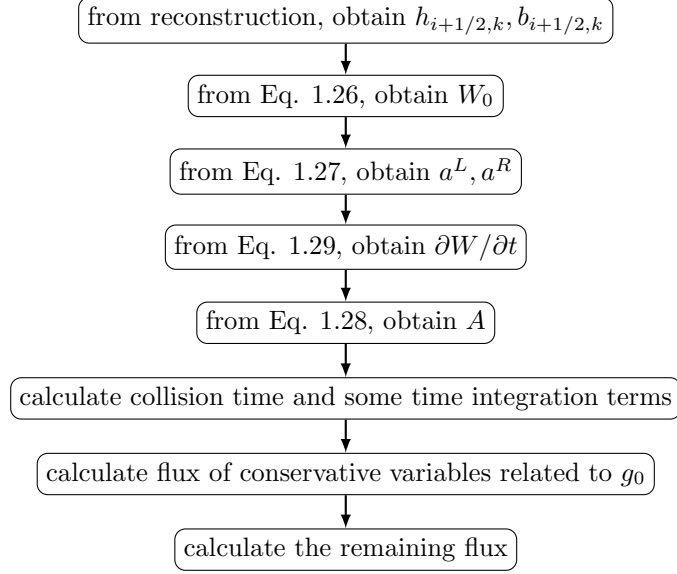 from reconstruction, obtain $h_{i+1/2,k}, b_{i+1/2,k}$
from Eq. 1.26, obtain $W_0$
from Eq. 1.27, obtain $a^L, a^R$
from Eq. 1.29, obtain $\partial W/\partial t$
from Eq. 1.28, obtain $A$
calculate collision time and some time integration terms
calculate flux of conservative variables related to $g_0$
calculate the remaining flux